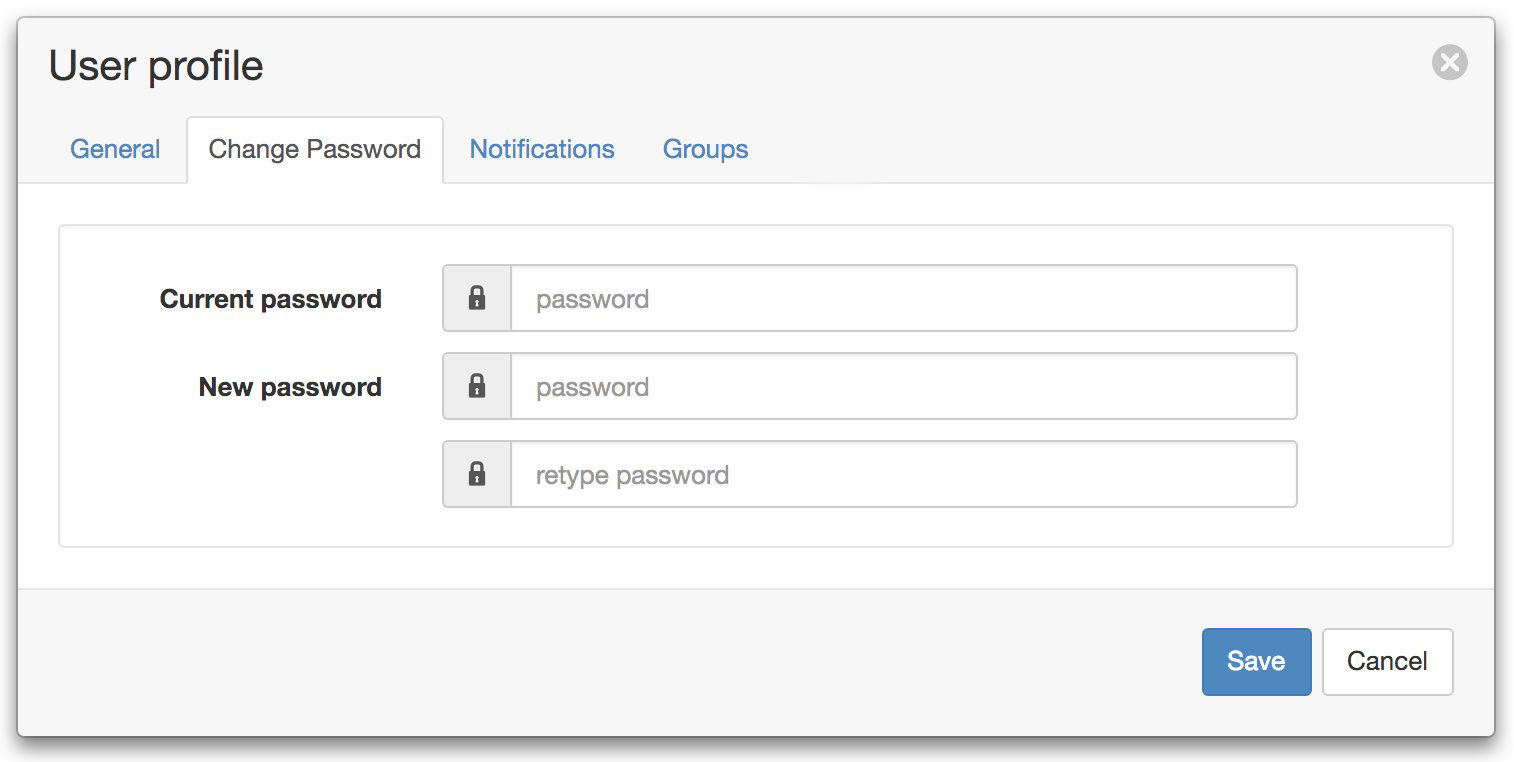 User profile
General Change Password Notifications Groups
Current password password
New password password
retype password
Save Cancel